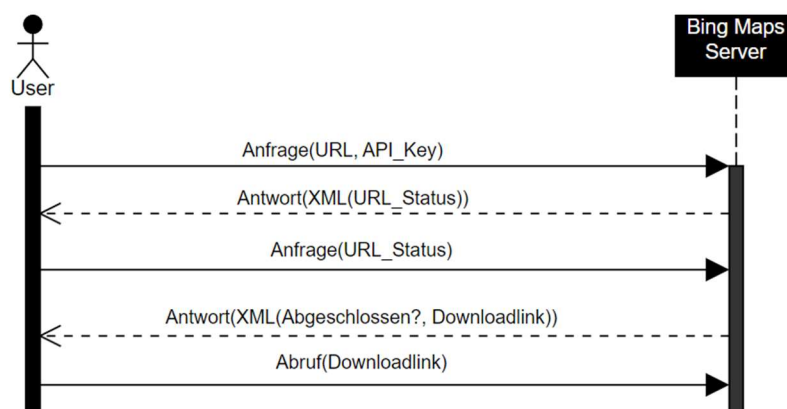 User
Bing Maps
Server
Anfrage(URL, API_Key)
Antwort(XML(URL_Status))
Anfrage(URL_Status)
Antwort(XML(Abgeschlossen?, Downloadlink))
Abruf(Downloadlink)